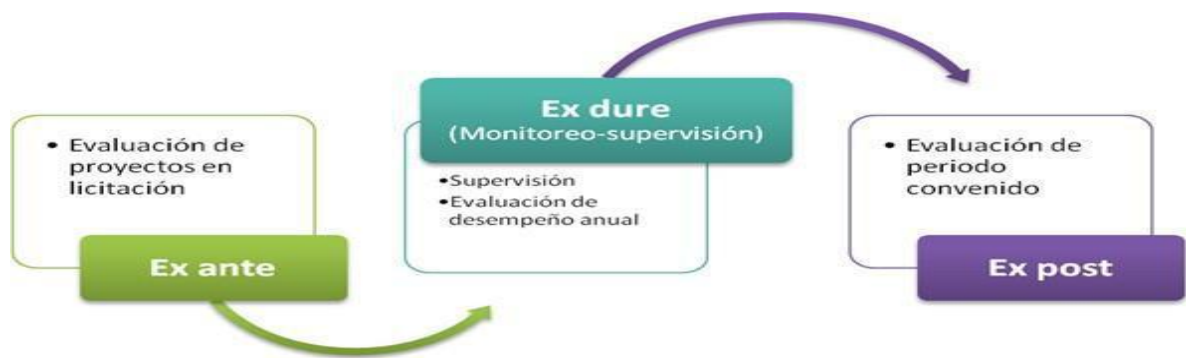 • Evaluación de
proyectos en
licitación
Ex ante
Ex dure
(Monitoreo-supervisión)
•Supervisión
•Evaluación de
desempeño anual
• Evaluación de
periodo
convenido
Ex post